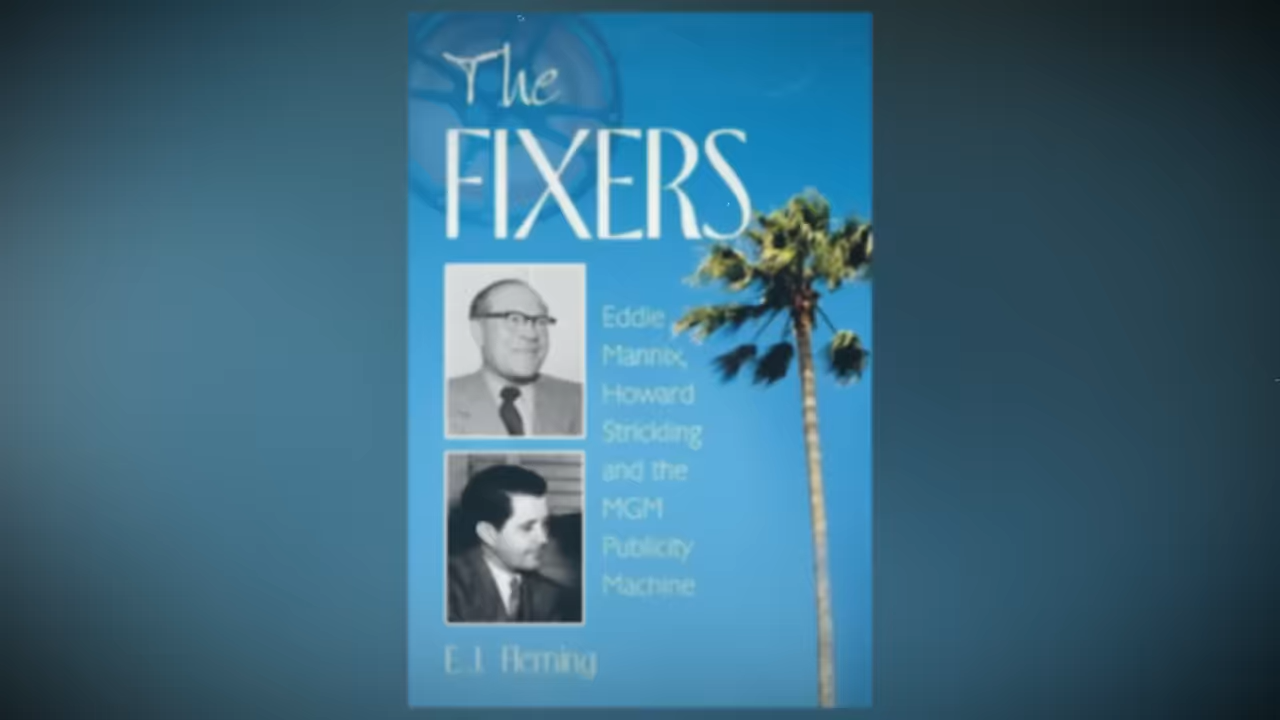 The
FIXERS
Eddie
Mannix,
Howard
Strickling
and the
MGM
Publicity
Machine
E.J. Fleming